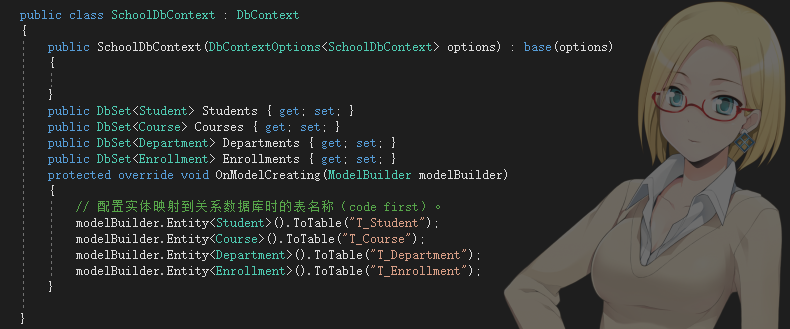 public class SchoolDbContext : DbContext
{
public SchoolDbContext(DbContextOptions<SchoolDbContext> options) : base(options)
{
}
public DbSet<Student> Students { get; set; }
public DbSet<Course> Courses { get; set; }
public DbSet<Department> Departments { get; set; }
public DbSet<Enrollment> Enrollments { get; set; }
protected override void OnModelCreating(ModelBuilder modelBuilder)
{
// 配置实体映射到关系数据库时的表名称（code first）。
modelBuilder.Entity<Student>().ToTable("T_Student");
modelBuilder.Entity<Course>().ToTable("T_Course");
modelBuilder.Entity<Department>().ToTable("T_Department");
modelBuilder.Entity<Enrollment>().ToTable("T_Enrollment");
}
}